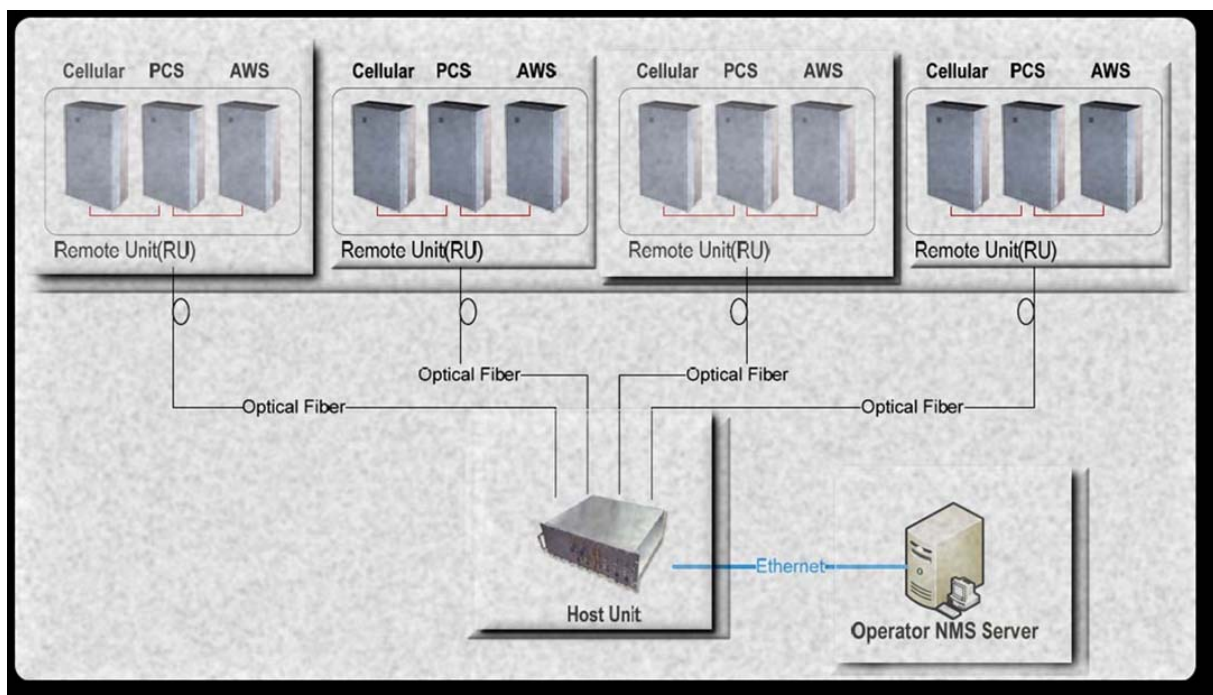 Cellular PCS AWS Cellular PCS AWS Cellular PCS AWS Cellular PCS AWS
Remote Unit(RU) Remote Unit(RU) Remote Unit(RU) Remote Unit(RU)
Optical Fiber Optical Fiber
Optical Fiber Optical Fiber
Ethernet
Host Unit
Operator NMS Server